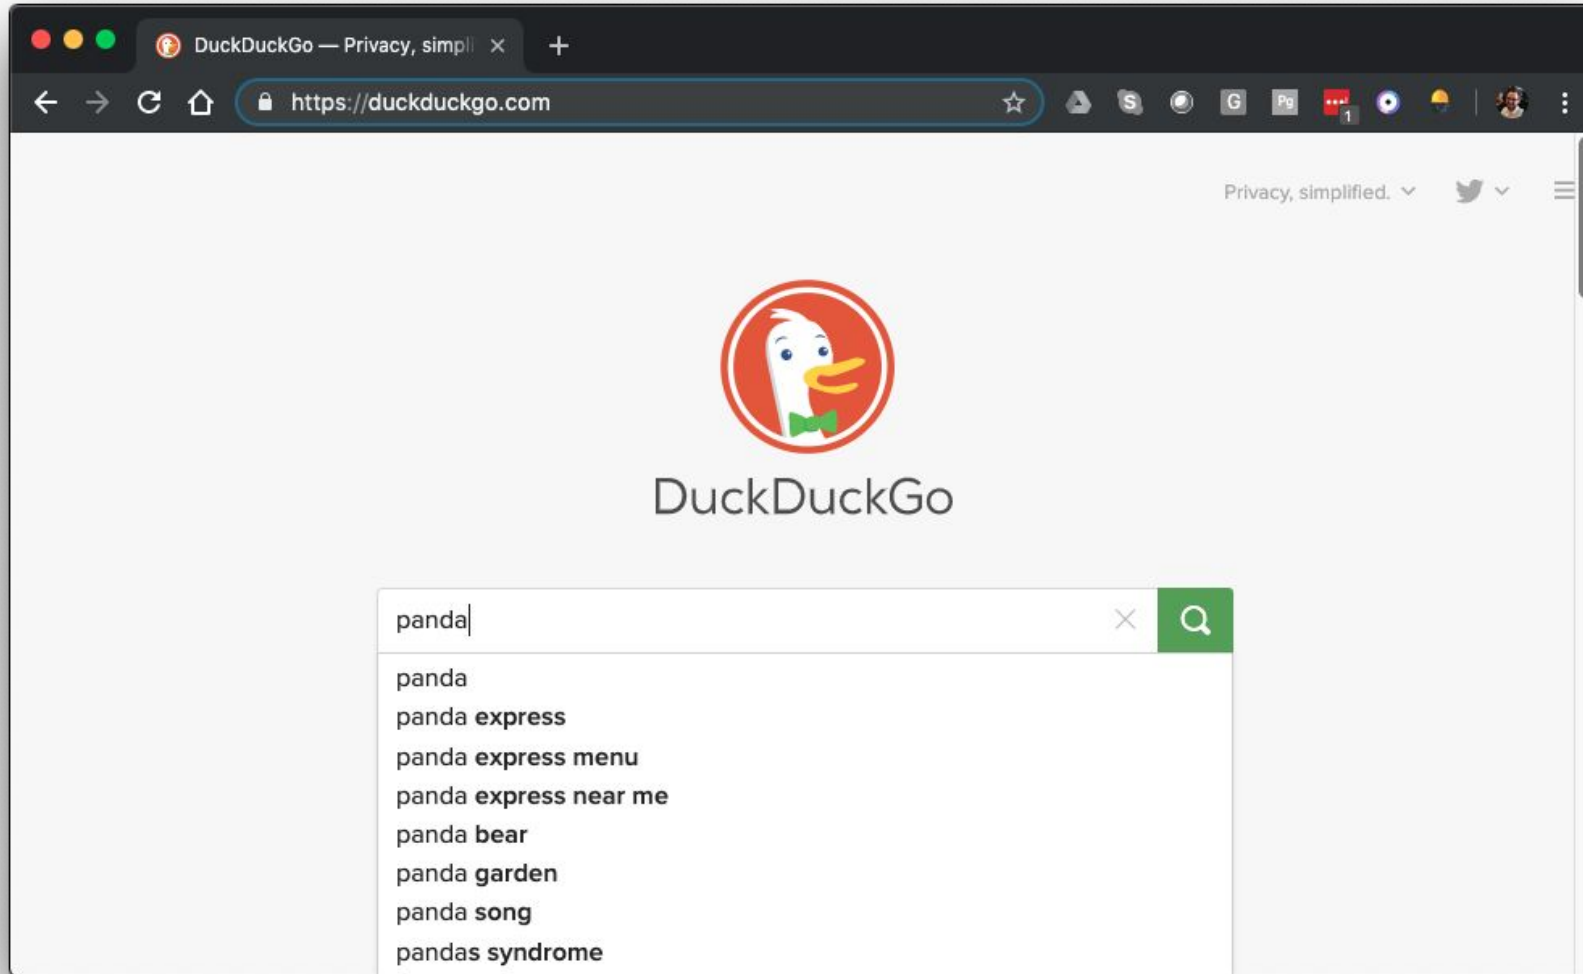 DuckDuckGo — Privacy, simpli
https://duckduckgo.com
S
G
Pg
1
Privacy, simplified.
DuckDuckGo
panda
panda
panda express
panda express menu
panda express near me
panda bear
panda garden
panda song
pandas syndrome